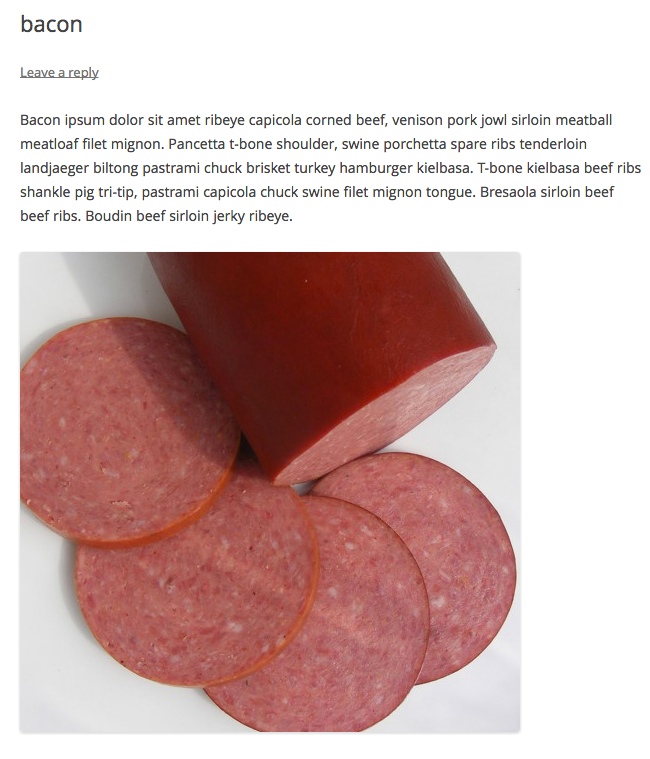 bacon
Leave a reply
Bacon ipsum dolor sit amet ribeye capicola corned beef, venison pork jowl sirloin meatball
meatloaf filet mignon. Pancetta t-bone shoulder, swine porchetta spare ribs tenderloin
landjaeger biltong pastrami chuck brisket turkey hamburger kielbasa. T-bone kielbasa beef ribs
shankle pig tri-tip, pastrami capicola chuck swine filet mignon tongue. Bresaola sirloin beef
beef ribs. Boudin beef sirloin jerky ribeye.